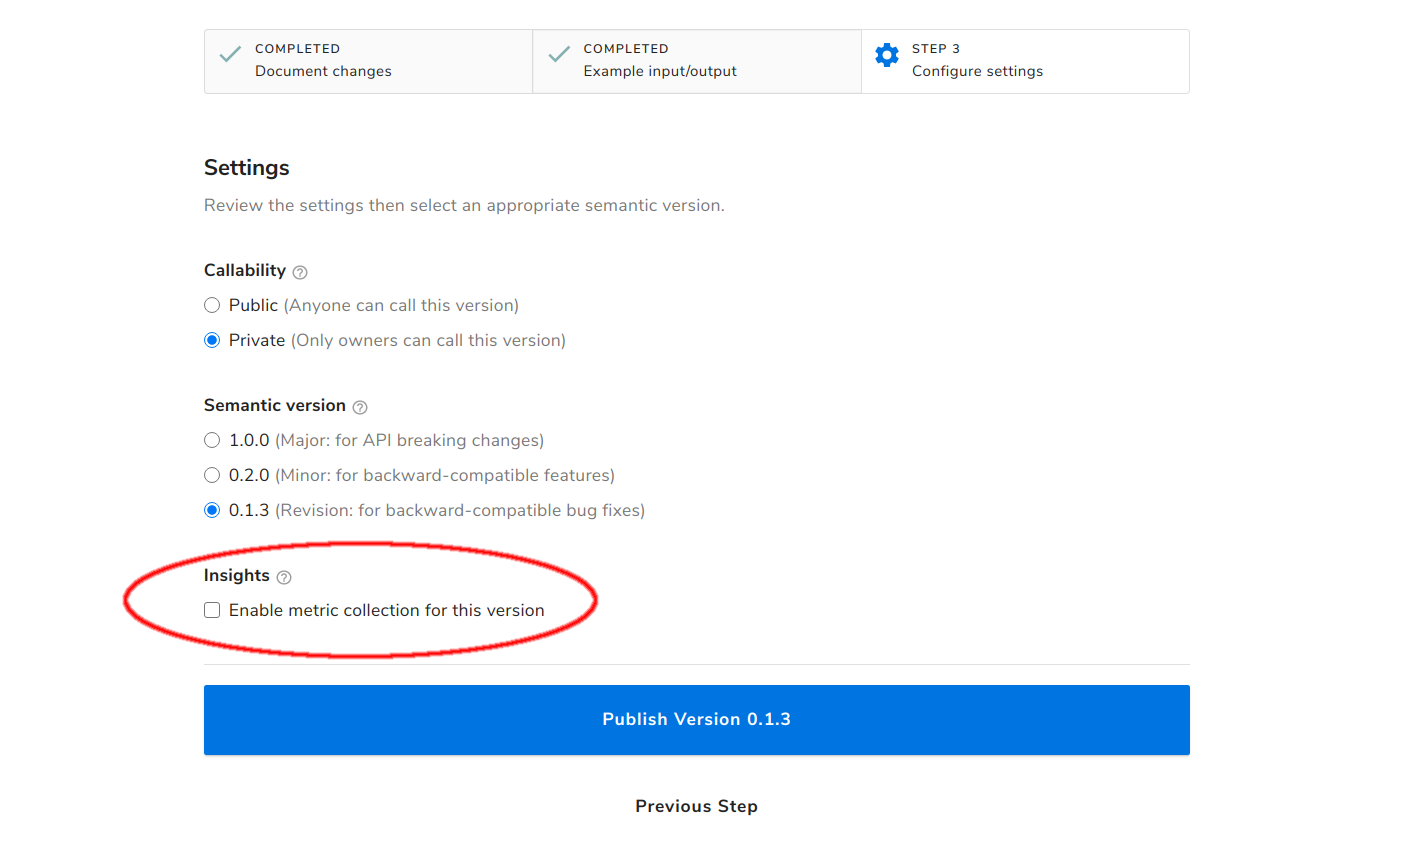 COMPLETED
Document changes
COMPLETED
Example input/output
STEP 3
Configure settings
Settings
Review the settings then select an appropriate semantic version.
Callability ?
Public (Anyone can call this version)
Private (Only owners can call this version)
Semantic version ?
1.0.0 (Major: for API breaking changes)
0.2.0 (Minor: for backward-compatible features)
0.1.3 (Revision: for backward-compatible bug fixes)
Insights ?
Enable metric collection for this version
Publish Version 0.1.3
Previous Step